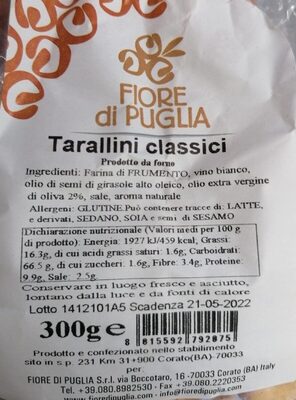 FIORE
di PUGLIA
Tarallini classici
Prodotto da forno
Ingredienti: Farina di FRUMENTO, vino bianco,
olio di semi di girasole alto oleico, olio extra vergine
di oliva 2%, sale, aroma naturale
Allergeni: GLUTINE.Può contenere tracce di: LATTE,
e derivati, SEDANO, SOIA e semi di SESAMO
Dichiarazione nutrizionale (Valori medi per 100 g
di prodotto): Energia: 1927 kJ/459 kcal, Grassi:
16.3g, di cui acidi grassi saturi: 1.6g, Carboidrati:
66.5 g, di cui zuccheri: 1.6g, Fibre: 3.4g, Proteine:
9.9g, Sale: 2.5g
Conservare in luogo fresco e asciutto,
lontano dalla luce e da fonti di calore
Lotto 1412101A5 Scadenza 21-05-2022
300g e
8 815592 792875
Prodotto e confezionato nello stabilimento
sito in s.p. 231 Km 31+900 Corato(BA)-70033
per
FIORE DI PUGLIA S.r.l. via Boccotaro, 16-70033 Corato (BA) Italy
Tel. +39.080.8982530 - Fax +39.080.2220353
info@fioredipuglia.com - www.fioredipuglia.com